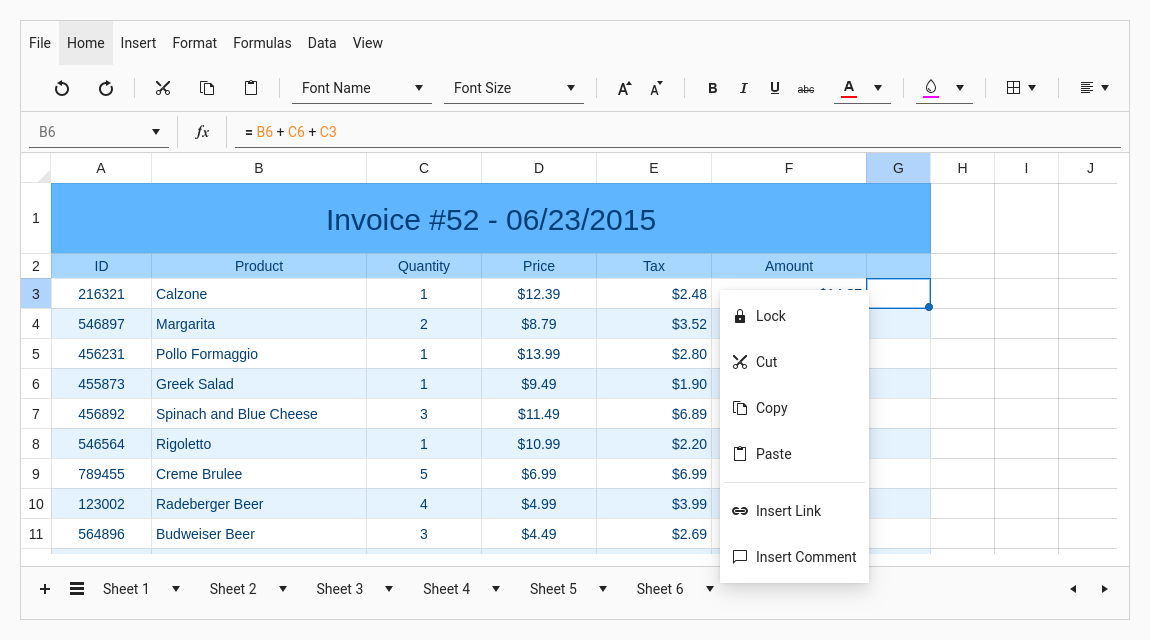 File Home Insert Format Formulas Data View
Font Name Font Size B I U abc A
B6 fx = B6 + C6 + C3
A B C D E F G H I J
1 Invoice #52 - 06/23/2015
2 ID Product Quantity Price Tax Amount
3 216321 Calzone 1 $12.39 $2.48
4 546897 Margarita 2 $8.79 $3.52
5 456231 Pollo Formaggio 1 $13.99 $2.80
6 455873 Greek Salad 1 $9.49 $1.90
7 456892 Spinach and Blue Cheese 3 $11.49 $6.89
8 546564 Rigoletto 1 $10.99 $2.20
9 789455 Creme Brulee 5 $6.99 $6.99
10 123002 Radeberger Beer 4 $4.99 $3.99
11 564896 Budweiser Beer 3 $4.49 $2.69
Lock
Cut
Copy
Paste
Insert Link
Insert Comment
Sheet 1 Sheet 2 Sheet 3 Sheet 4 Sheet 5 Sheet 6